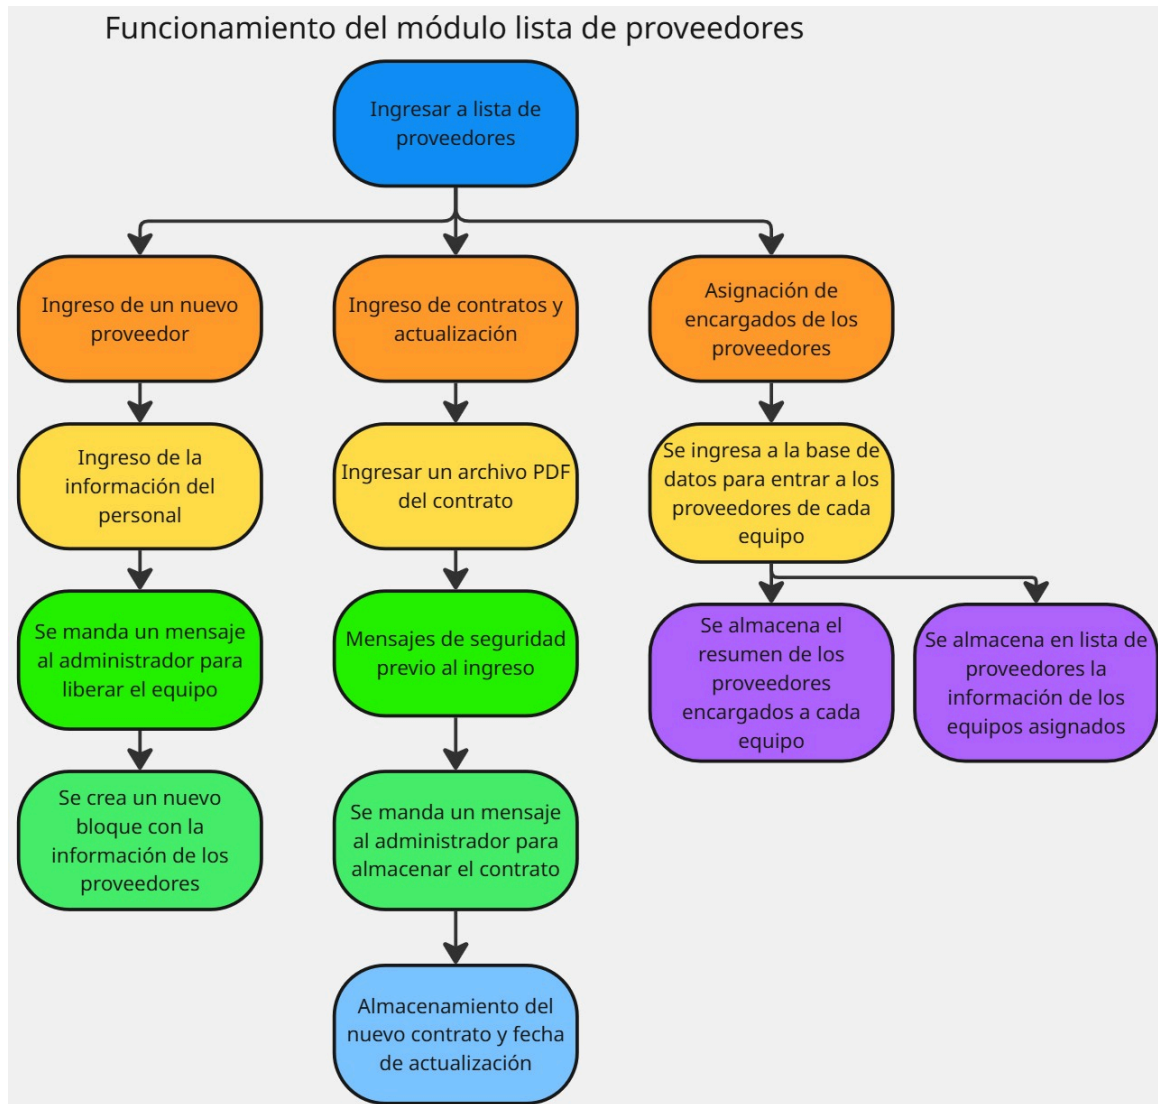 Funcionamiento del módulo lista de proveedores
Ingresar a lista de
proveedores
Ingreso de un nuevo
proveedor
Ingreso de la
información del
personal
Se manda un mensaje
al administrador para
liberar el equipo
Se crea un nuevo
bloque con la
información de los
proveedores
Ingreso de contratos y
actualización
Ingresar un archivo PDF
del contrato
Mensajes de seguridad
previo al ingreso
Se manda un mensaje
al administrador para
almacenar el contrato
Almacenamiento del
nuevo contrato y fecha
de actualización
Asignación de
encargados de los
proveedores
Se ingresa a la base de
datos para entrar a los
proveedores de cada
equipo
Se almacena el
resumen de los
proveedores
encargados a cada
equipo
Se almacena en lista de
proveedores la
información de los
equipos asignados